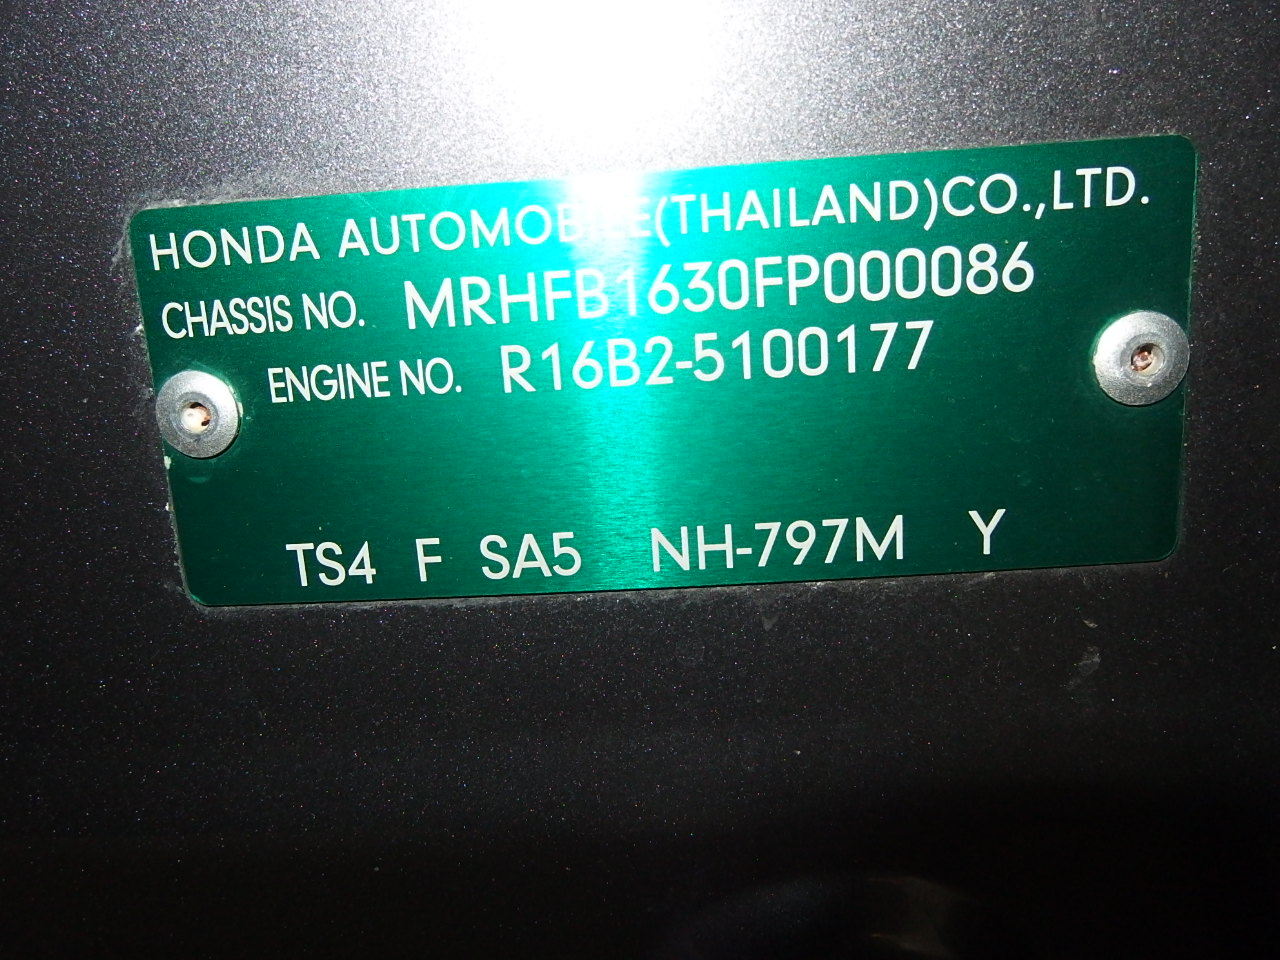 HONDA AUTOMOBILE(THAILAND)CO.,LTD.
CHASSIS NO. MRHFB1630FP000086
ENGINE NO. R16B2-5100177
TS4 F SA5 NH-797M Y